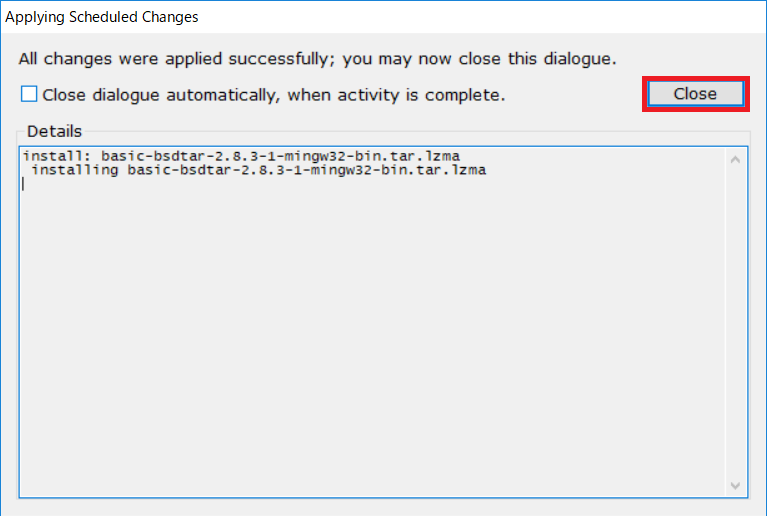 Applying Scheduled Changes
All changes were applied successfully; you may now close this dialogue.
Close dialogue automatically, when activity is complete.
Close
Details
install: basic-bsdtar-2.8.3-1-mingw32-bin.tar.lzma
 installing basic-bsdtar-2.8.3-1-mingw32-bin.tar.lzma